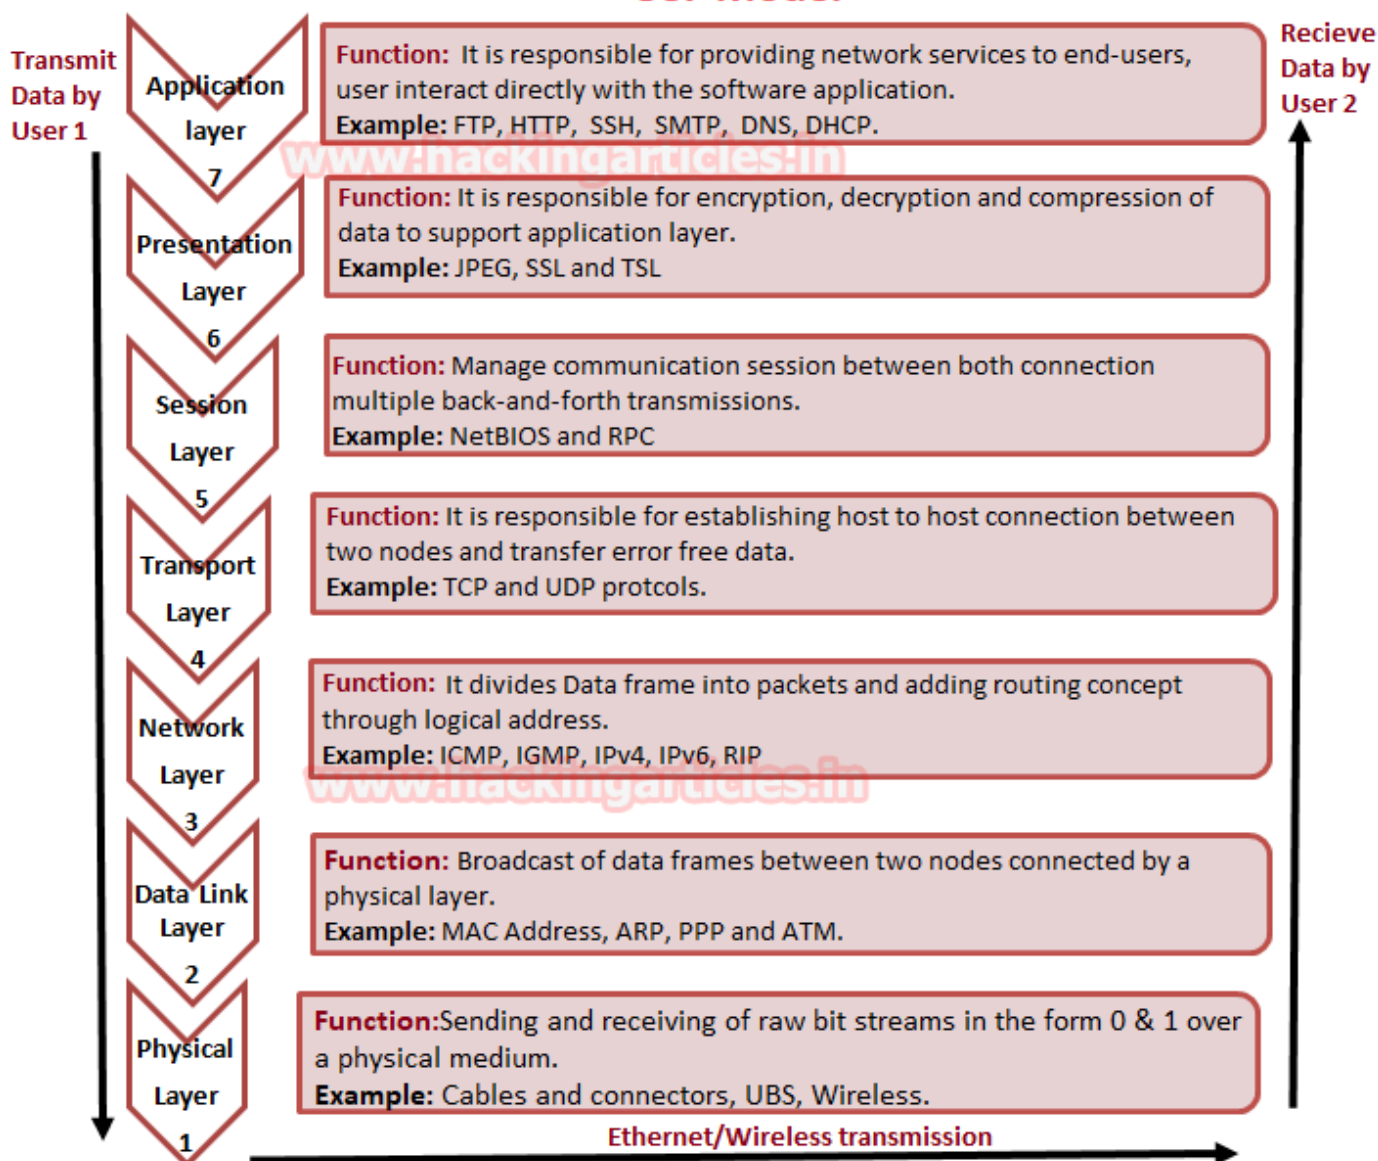 OSI Model
Transmit
Data by
User 1
Recieve
Data by
User 2
Application
layer
7
Function: It is responsible for providing network services to end-users,
user interact directly with the software application.
Example: FTP, HTTP, SSH, SMTP, DNS, DHCP.
www.hackingarticles.in
Presentation
Layer
6
Function: It is responsible for encryption, decryption and compression of
data to support application layer.
Example: JPEG, SSL and TSL
Session
Layer
5
Function: Manage communication session between both connection
multiple back-and-forth transmissions.
Example: NetBIOS and RPC
Transport
Layer
4
Function: It is responsible for establishing host to host connection between
two nodes and transfer error free data.
Example: TCP and UDP protcols.
Network
Layer
3
Function: It divides Data frame into packets and adding routing concept
through logical address.
Example: ICMP, IGMP, IPv4, IPv6, RIP
www.hackingarticles.in
Data Link
Layer
2
Function: Broadcast of data frames between two nodes connected by a
physical layer.
Example: MAC Address, ARP, PPP and ATM.
Physical
Layer
1
Function:Sending and receiving of raw bit streams in the form 0 & 1 over
a physical medium.
Example: Cables and connectors, UBS, Wireless.
Ethernet/Wireless transmission